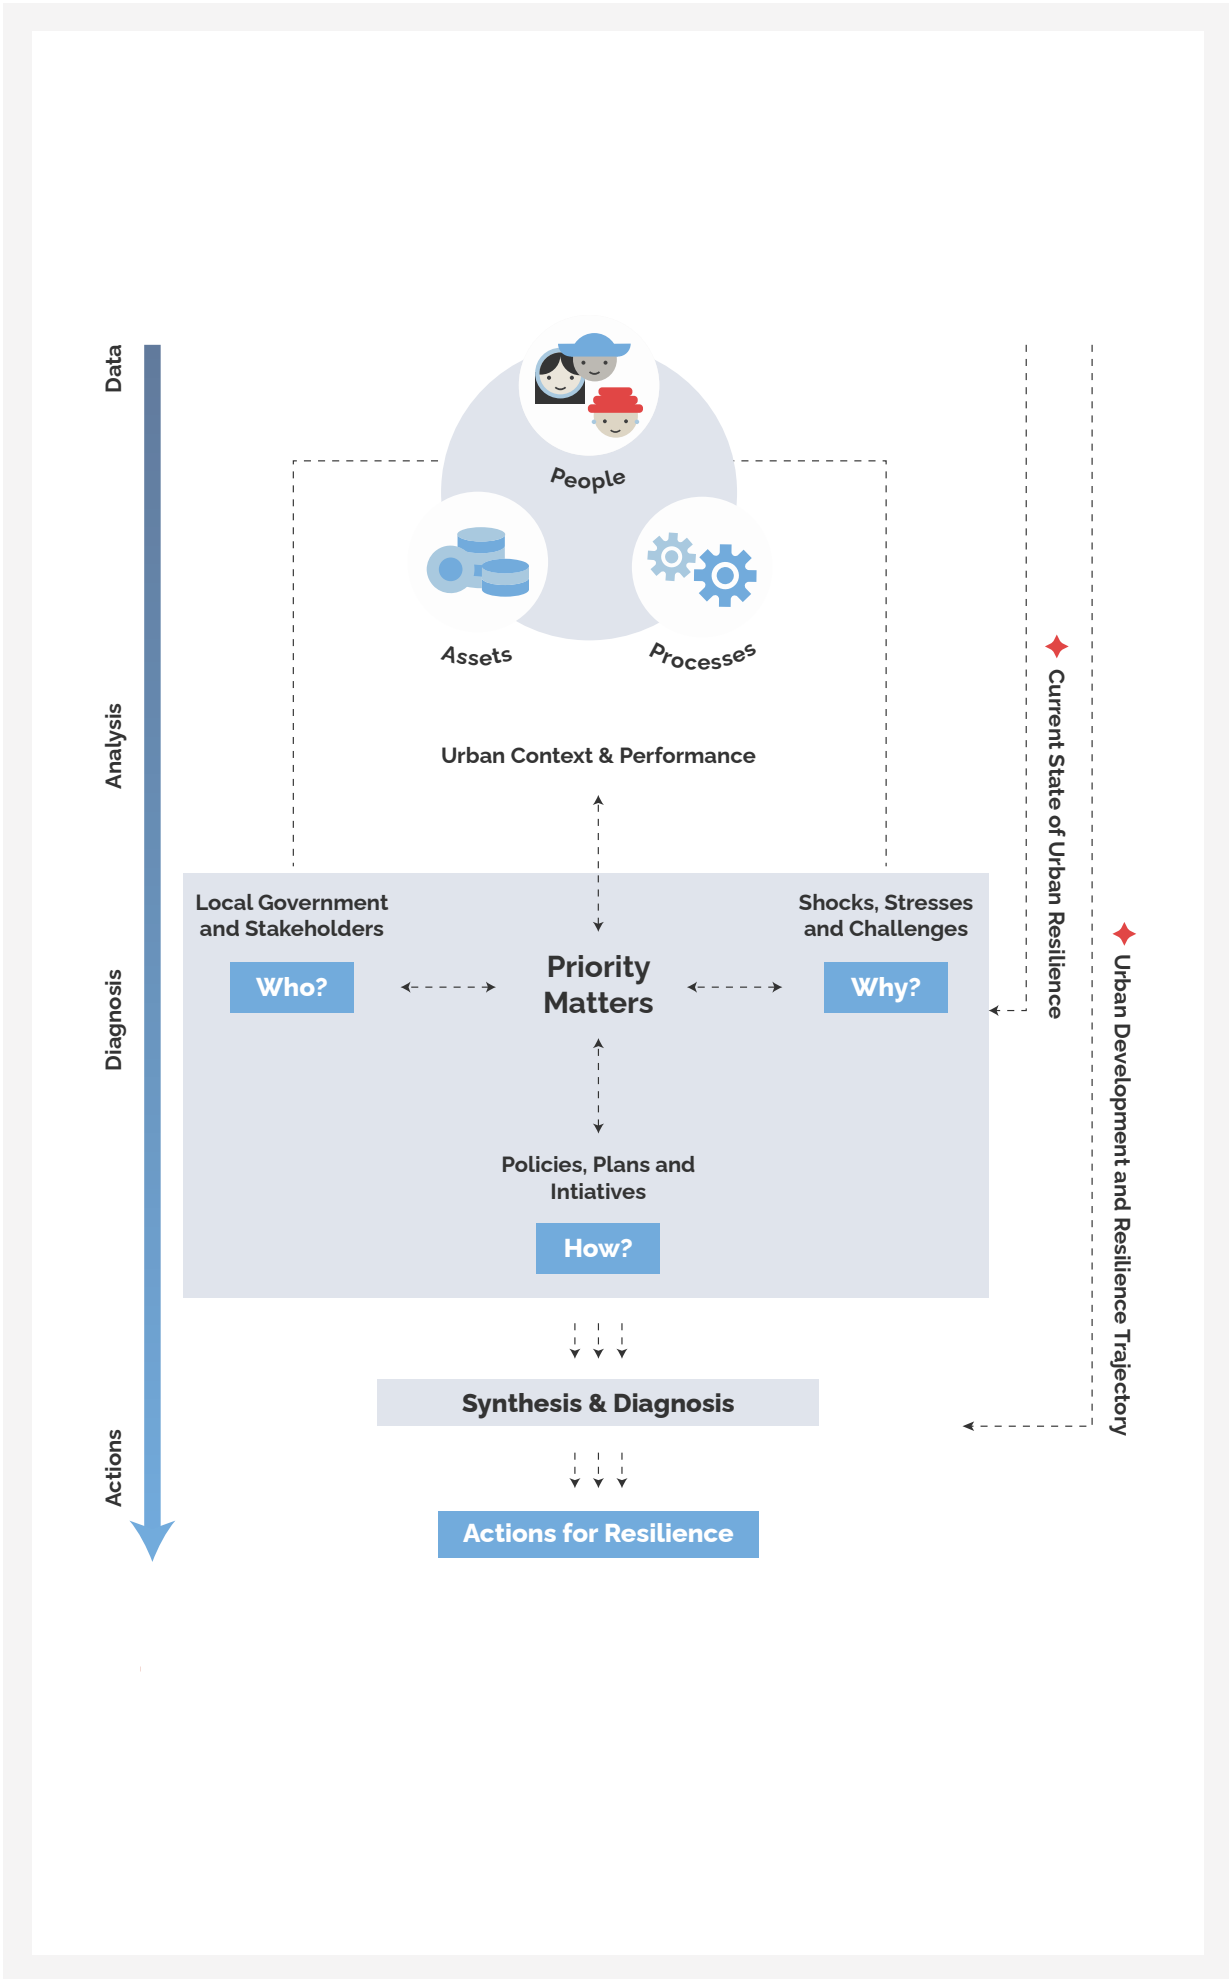 Data
People
Assets
Processes
Analysis
Urban Context & Performance
Current State of Urban Resilience
Local Government
and Stakeholders
Who?
Priority
Matters
Shocks, Stresses
and Challenges
Why?
Diagnosis
Urban Development and Resilience Trajectory
Policies, Plans and
Intiatives
How?
Synthesis & Diagnosis
Actions
Actions for Resilience